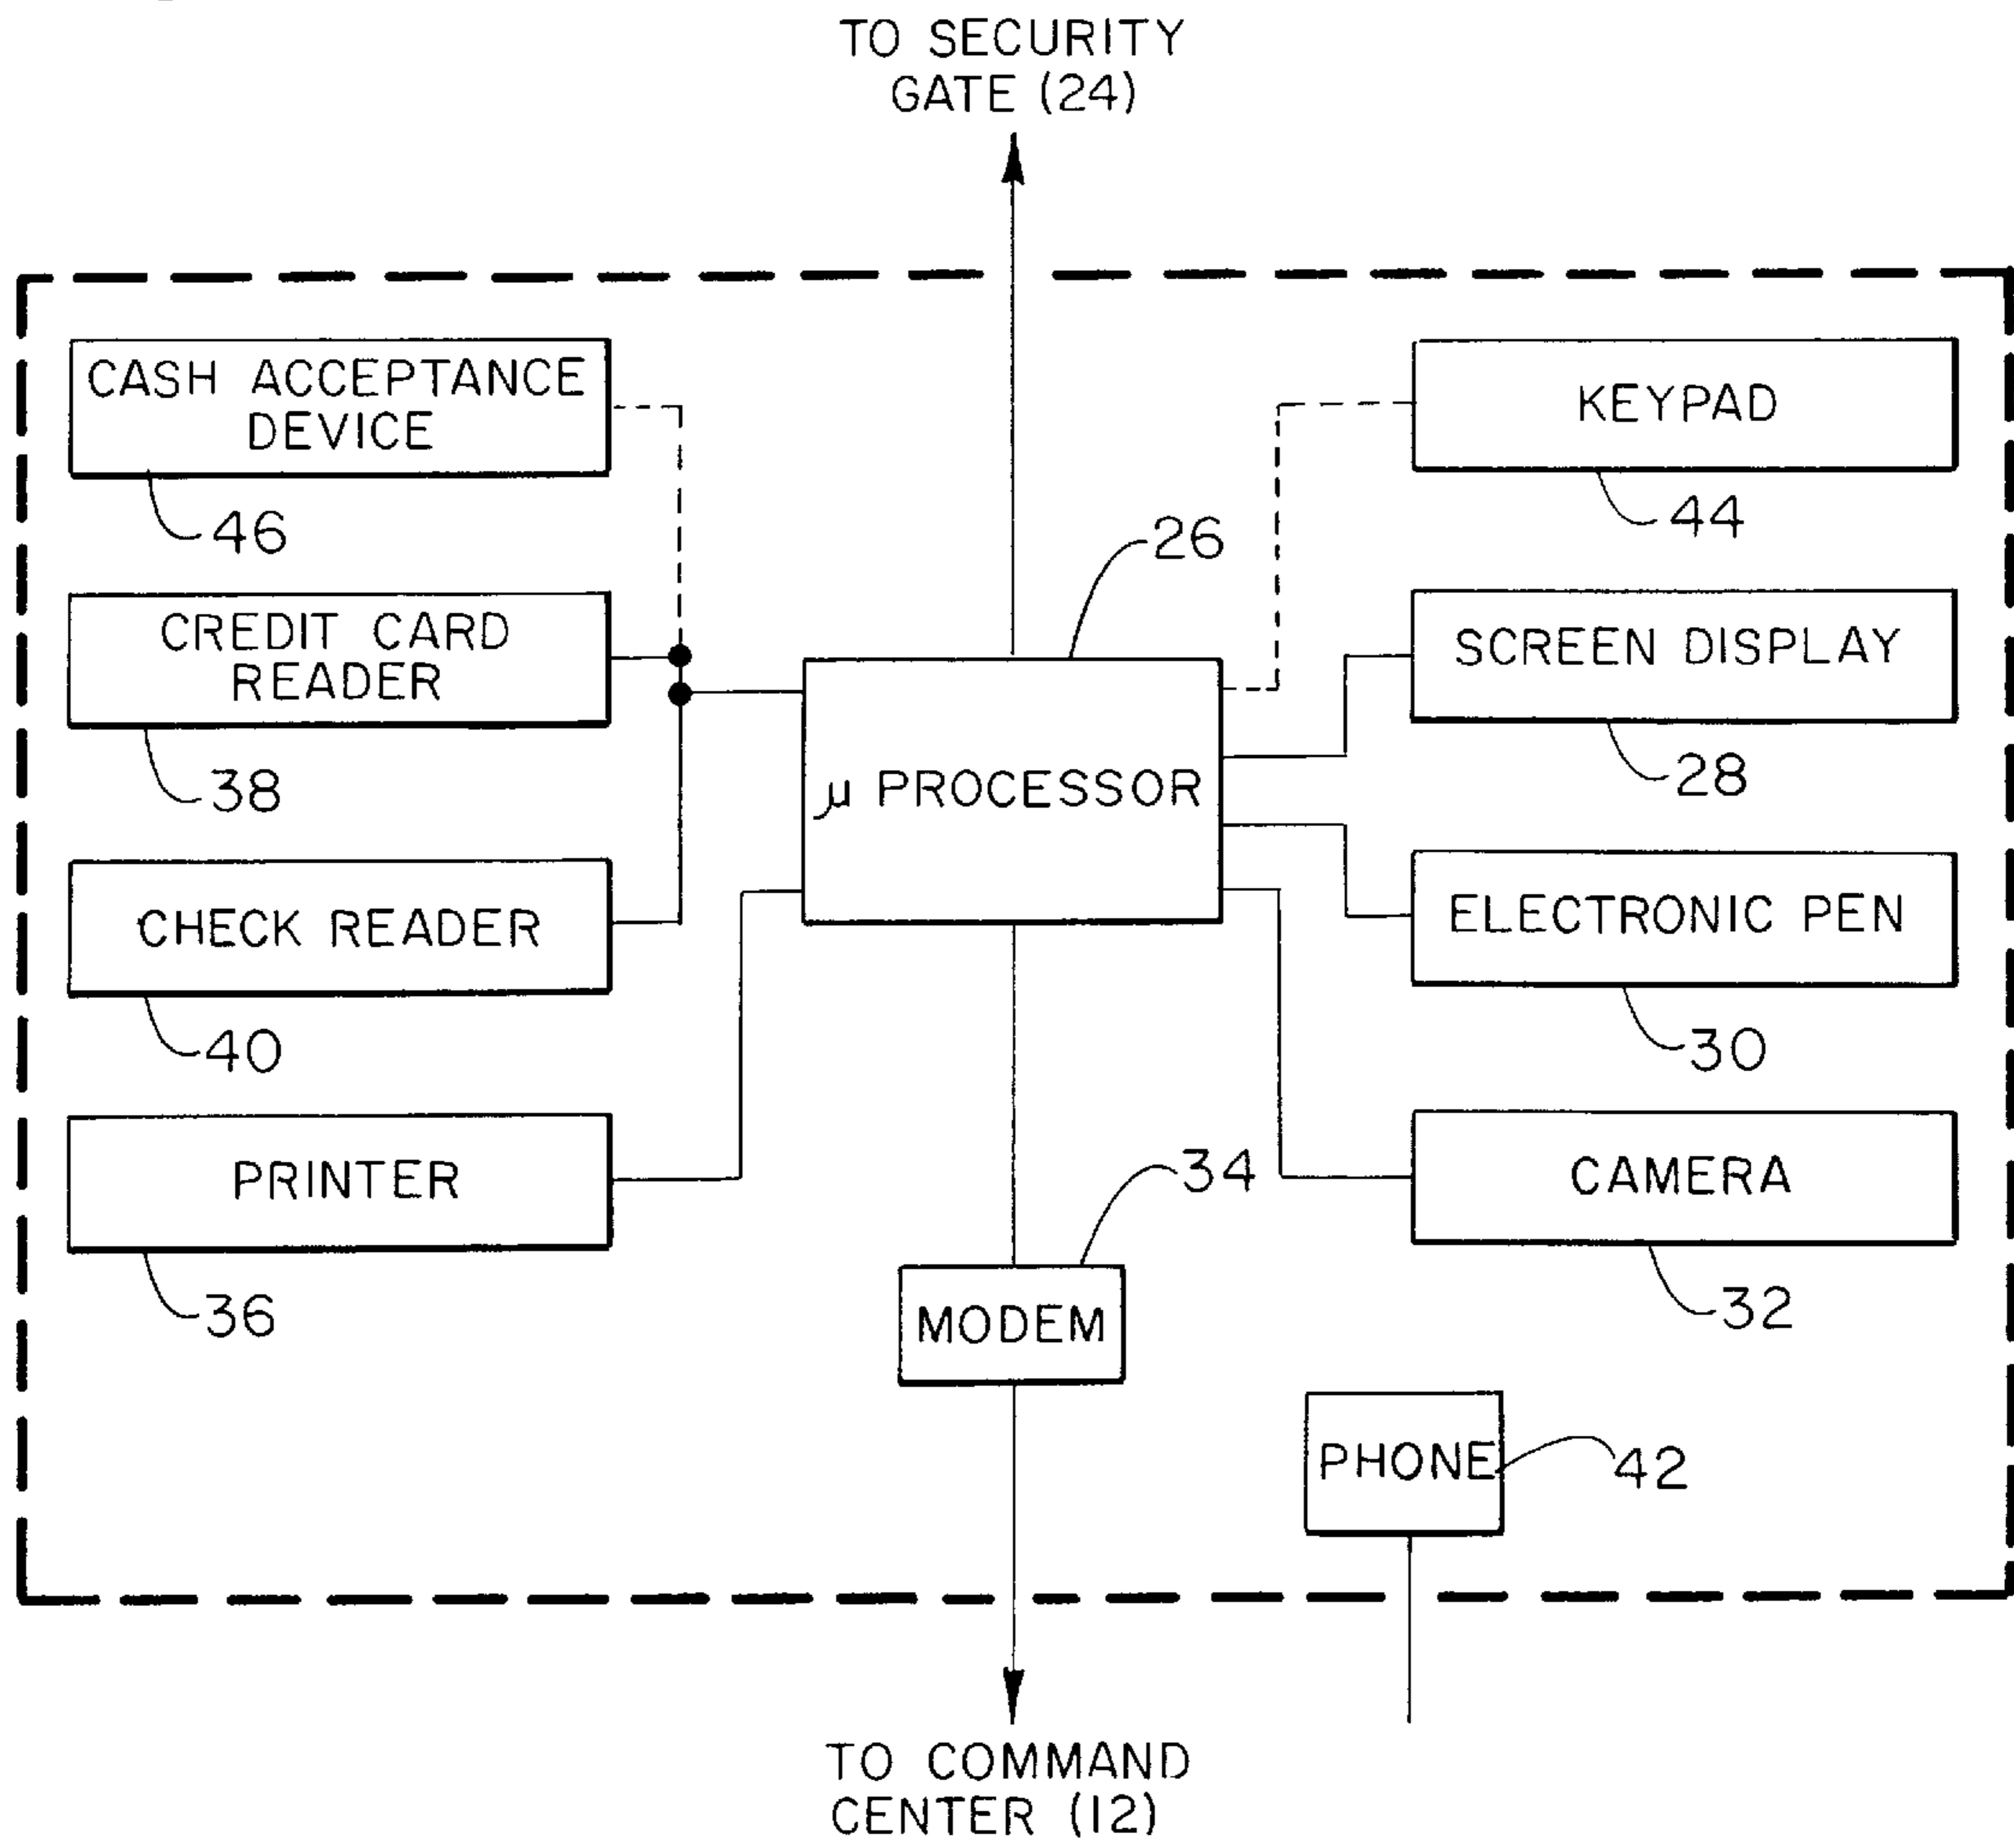 TO SECURITY
GATE (24)
CASH ACCEPTANCE
DEVICE
46
KEYPAD
44
26
CREDIT CARD
READER
38
SCREEN DISPLAY
28
µ PROCESSOR
CHECK READER
40
ELECTRONIC PEN
30
PRINTER
36
34
CAMERA
32
MODEM
PHONE
42
TO COMMAND
CENTER (12)